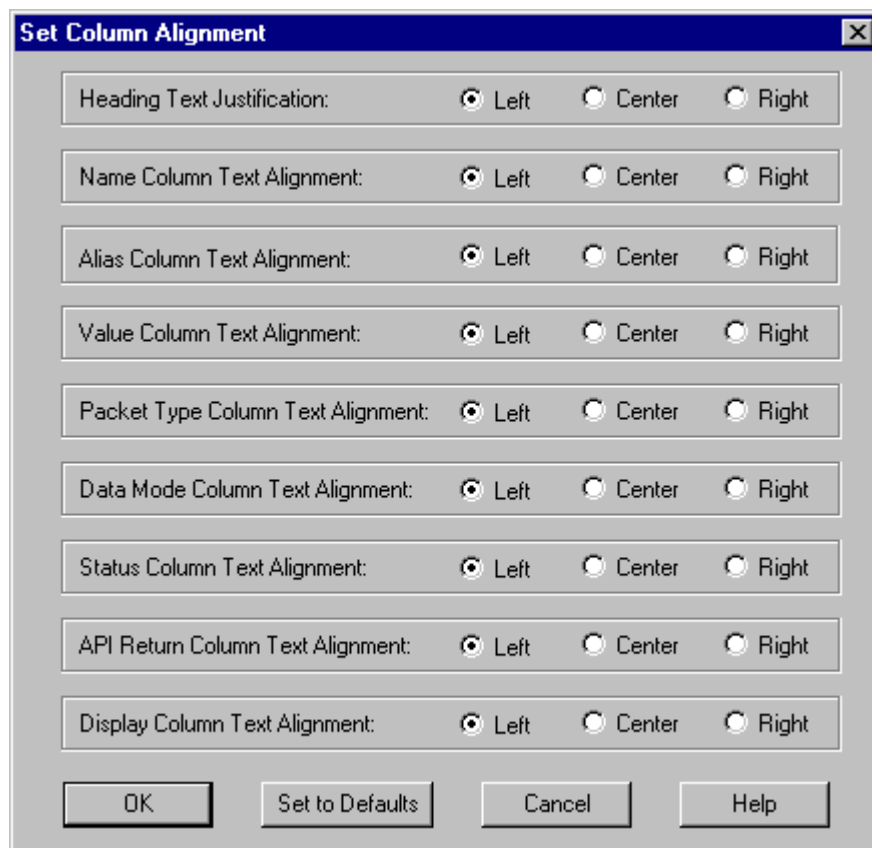 Set Column Alignment
Heading Text Justification: Left Center Right
Name Column Text Alignment: Left Center Right
Alias Column Text Alignment: Left Center Right
Value Column Text Alignment: Left Center Right
Packet Type Column Text Alignment: Left Center Right
Data Mode Column Text Alignment: Left Center Right
Status Column Text Alignment: Left Center Right
API Return Column Text Alignment: Left Center Right
Display Column Text Alignment: Left Center Right
OK Set to Defaults Cancel Help